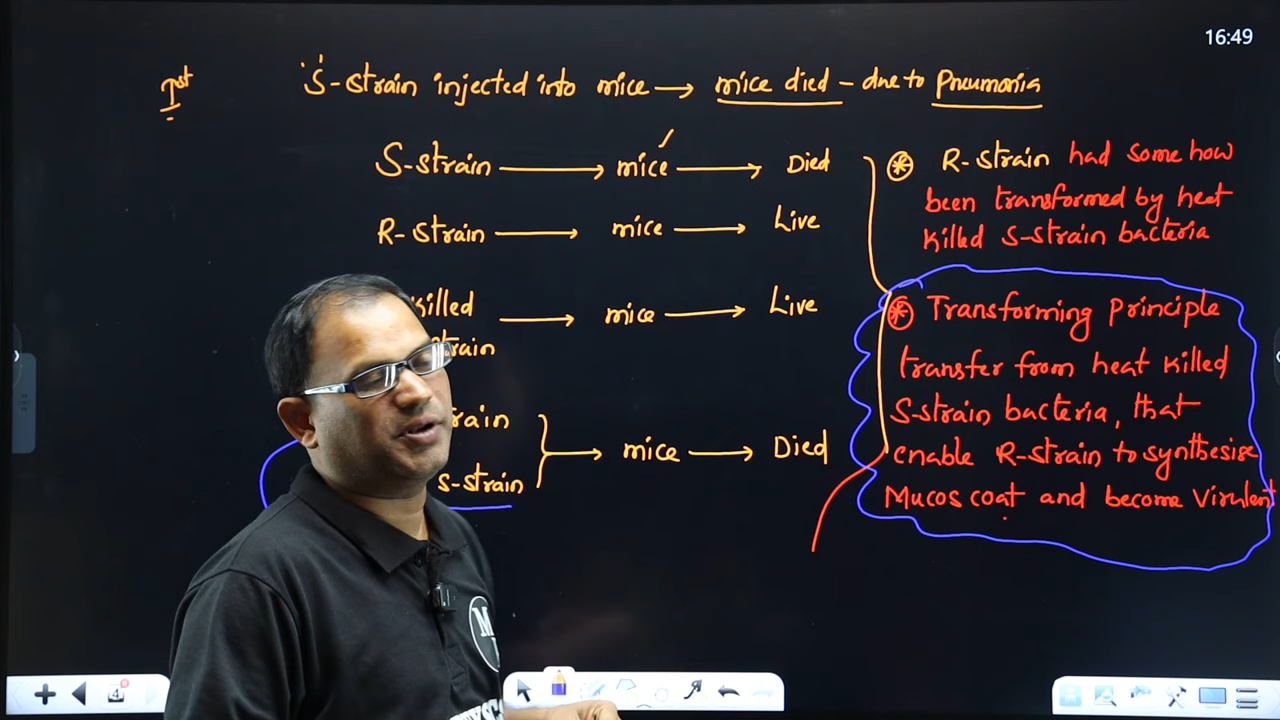 16:49
Ist 'S'-strain injected into mice → mice died - due to Pneumonia
S-strain → mice → Died
R-strain → mice → Live
killed → mice → Live
rain
rain
s-strain → mice → Died
R-strain had some how
been transformed by heat
killed S-strain bacteria
Transforming Principle
transfer from heat killed
S-strain bacteria, that
enable R-strain to synthesise
Mucos coat and become Virulent
4
M